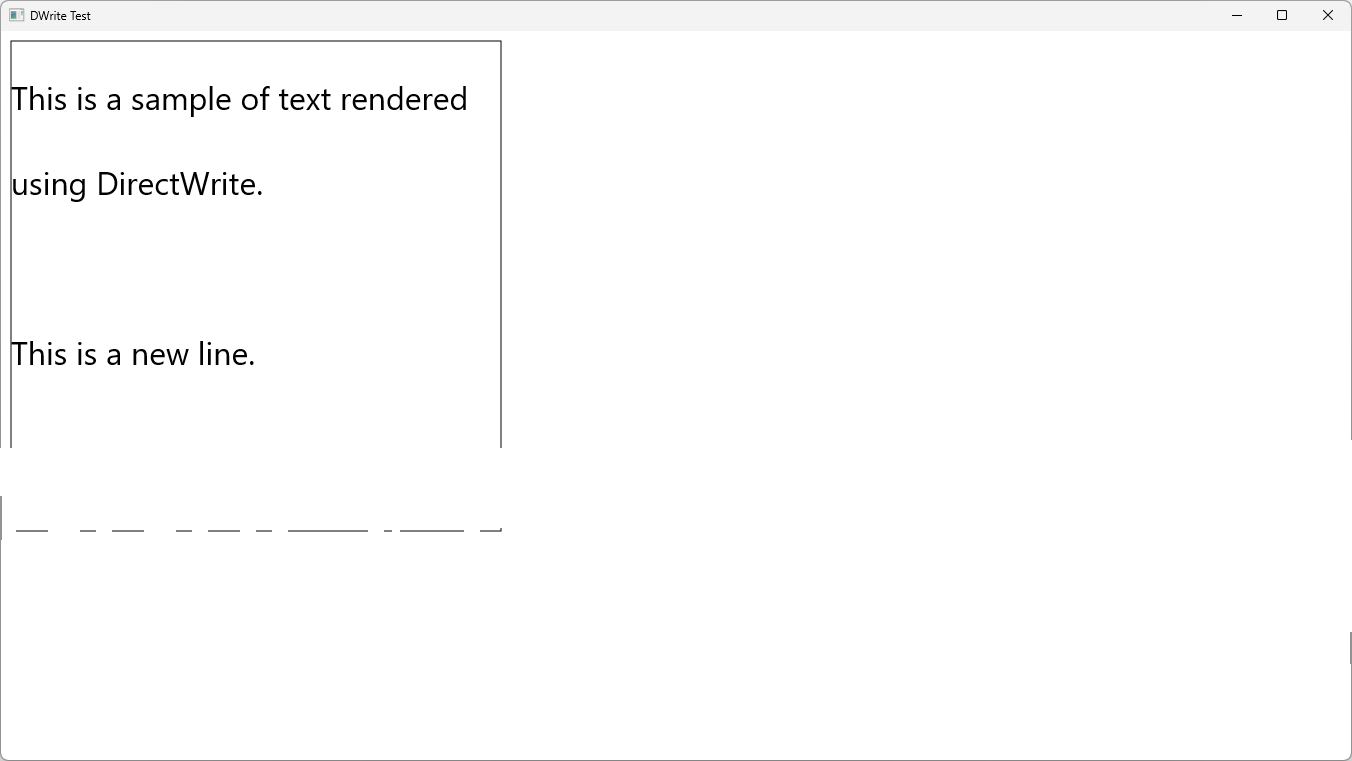 DWrite Test
This is a sample of text rendered
using DirectWrite.
This is a new line.